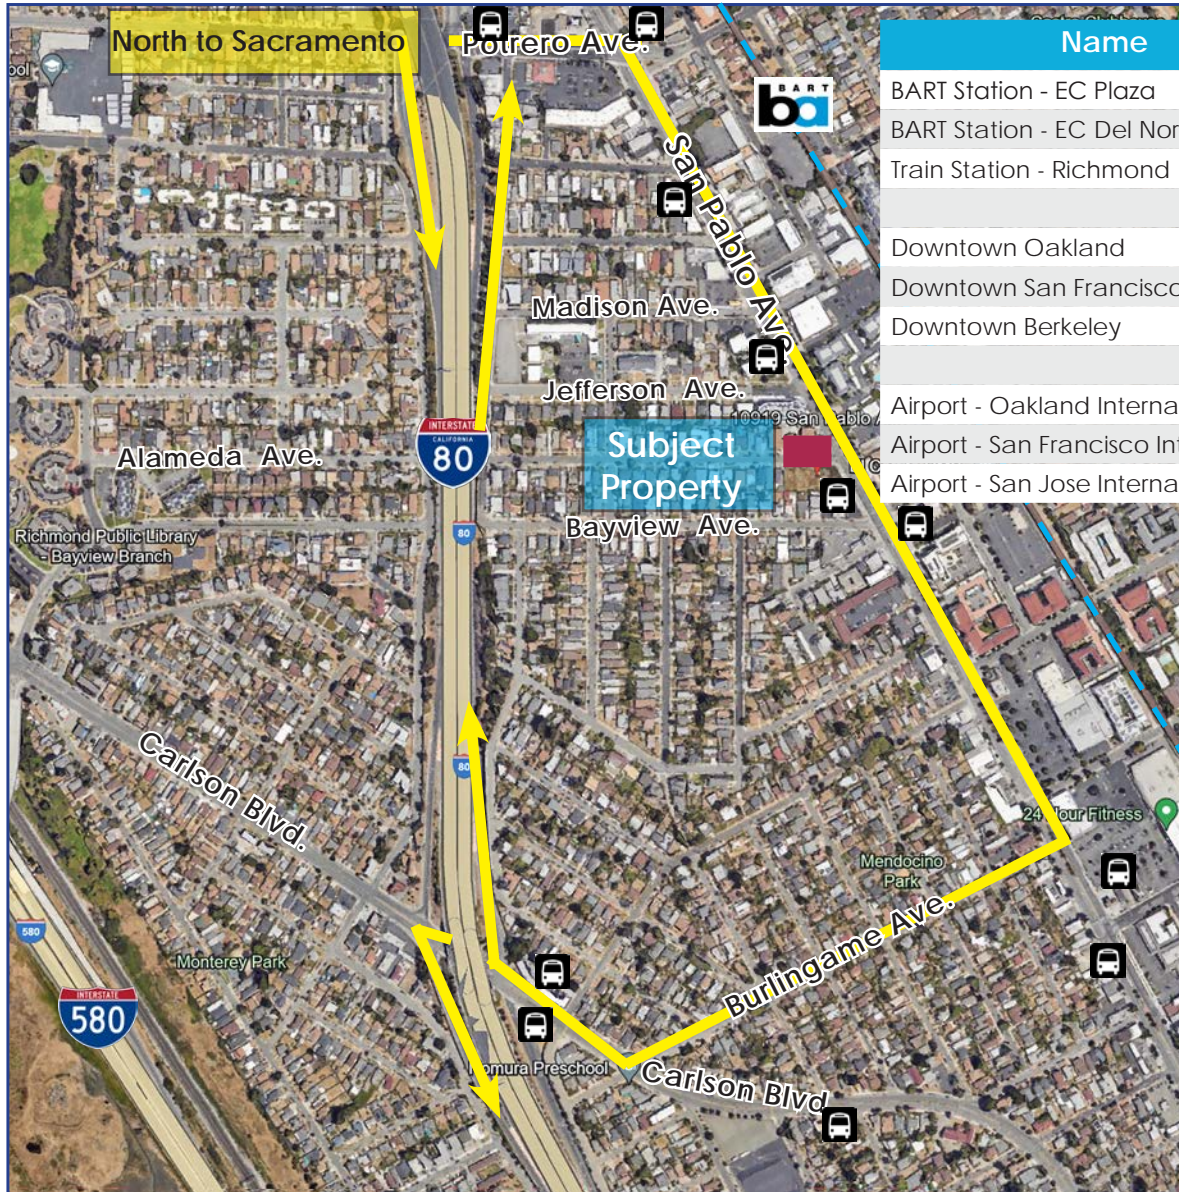 North to Sacramento
Potrero Ave.
BART
ba
Name
BART Station - EC Plaza
BART Station - EC Del Nor
Train Station - Richmond
Downtown Oakland
Downtown San Francisco
Downtown Berkeley
Airport - Oakland Interna
Airport - San Francisco Int
Airport - San Jose Interna
San Pablo Ave.
Madison Ave.
Jefferson Ave.
10919 San Pablo A
INTERSTATE
CALIFORNIA
80
Alameda Ave.
Subject
Property
Bayview Ave.
80
Richmond Public Library
- Bayview Branch
Carlson Blvd.
80
24 Hour Fitness
Mendocino
Park
Burlingame Ave.
580
Monterey Park
INTERSTATE
580
Nomura Preschool
Carlson Blvd